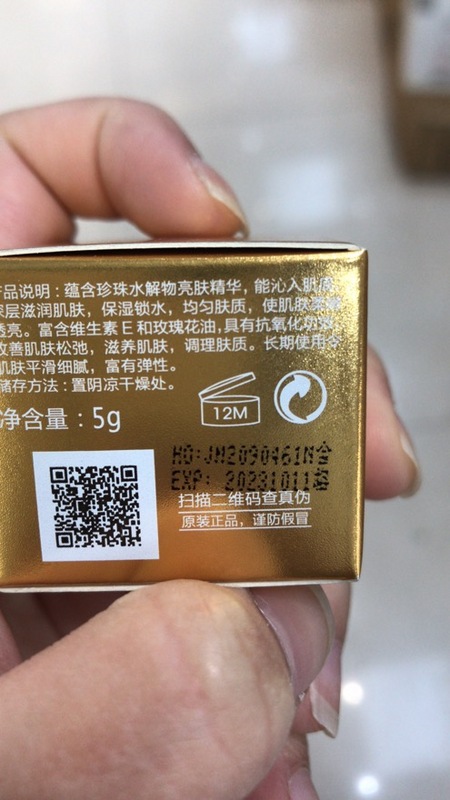 产品说明：蕴含珍珠水解物亮肤精华，能沁入肌底
深层滋润肌肤，保湿锁水，均匀肤质，使肌肤
透亮。富含维生素E和玫瑰花油,具有抗氧化功效
改善肌肤松弛，滋养肌肤，调理肤质。长期使用令
肌肤平滑细腻，富有弹性。
储存方法：置阴凉干燥处。
净含量：5g
12M
EXP: 20231011
扫描二维码查真伪
原装正品，谨防假冒